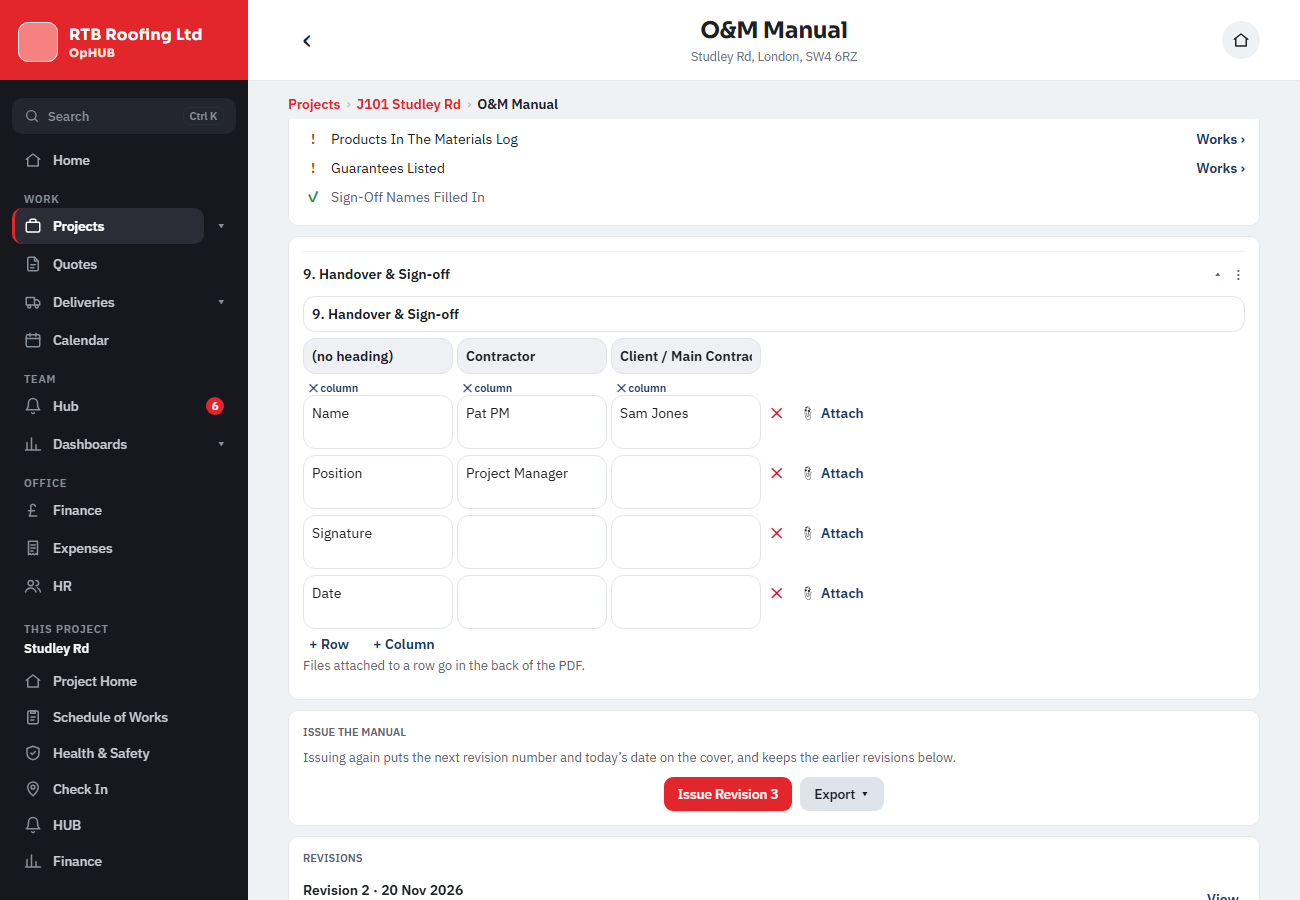 RTB Roofing Ltd
OpHUB
Search Ctrl K
Home
WORK
Projects
Quotes
Deliveries
Calendar
TEAM
Hub 6
Dashboards
OFFICE
Finance
Expenses
HR
THIS PROJECT
Studley Rd
Project Home
Schedule of Works
Health & Safety
Check In
HUB
Finance
O&M Manual
Studley Rd, London, SW4 6RZ
Projects › J101 Studley Rd › O&M Manual
! Products In The Materials Log Works ›
! Guarantees Listed Works ›
✓ Sign-Off Names Filled In
9. Handover & Sign-off
9. Handover & Sign-off
(no heading) Contractor Client / Main Contrac
✕ column ✕ column ✕ column
Name Pat PM Sam Jones ✕ Attach
Position Project Manager ✕ Attach
Signature ✕ Attach
Date ✕ Attach
+ Row + Column
Files attached to a row go in the back of the PDF.
ISSUE THE MANUAL
Issuing again puts the next revision number and today’s date on the cover, and keeps the earlier revisions below.
Issue Revision 3 Export
REVISIONS
Revision 2 · 20 Nov 2026
View